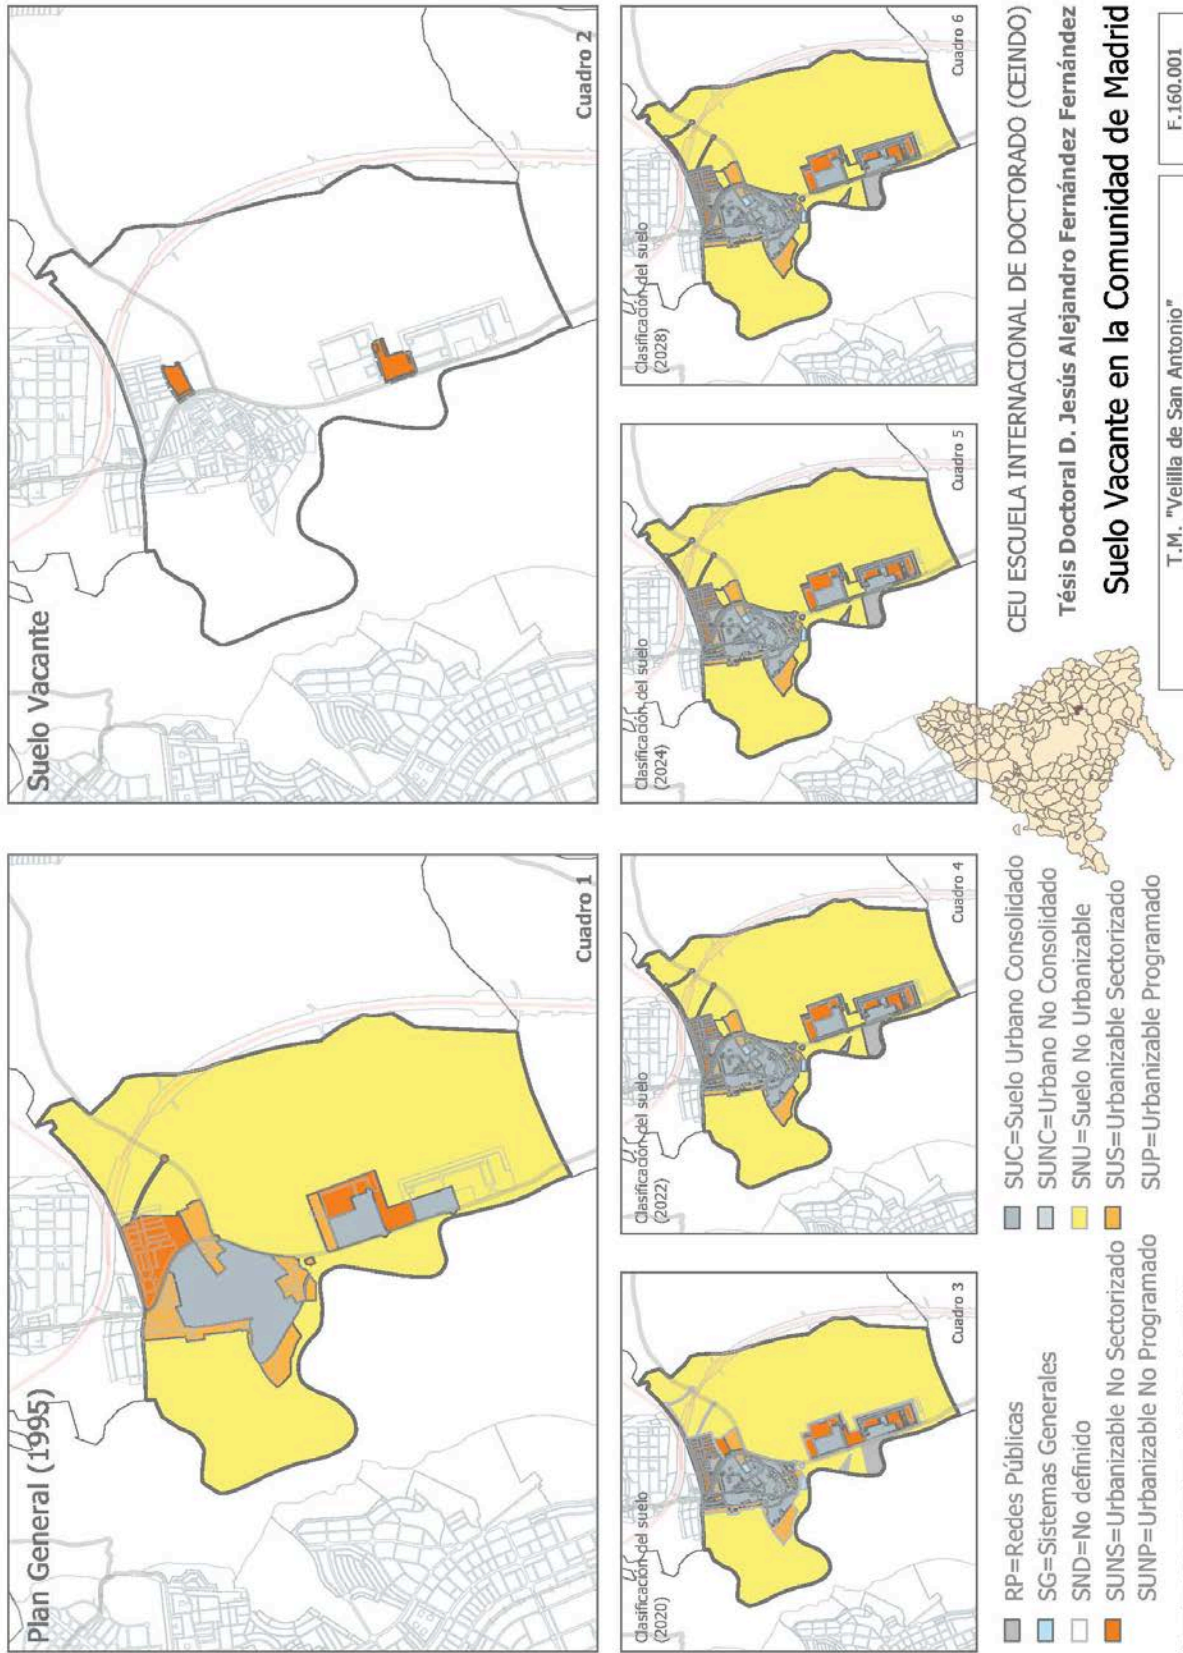 Plan General (1995)
Cuadro 1
Suelo Vacante
Cuadro 2
Clasificación del suelo
(2020)
Cuadro 3
Clasificación del suelo
(2022)
Cuadro 4
Clasificación del suelo
(2024)
Cuadro 5
Clasificación del suelo
(2028)
Cuadro 6
RP=Redes Públicas
SG=Sistemas Generales
SND=No definido
SUNS=Urbanizable No Sectorizado
SUNP=Urbanizable No Programado
SUC=Suelo Urbano Consolidado
SUNC=Urbano No Consolidado
SNU=Suelo No Urbanizable
SUS=Urbanizable Sectorizado
SUP=Urbanizable Programado
CEU ESCUELA INTERNACIONAL DE DOCTORADO (CEINDO)
Tésis Doctoral D. Jesús Alejandro Fernández Fernández
Suelo Vacante en la Comunidad de Madrid
T.M. "Velilla de San Antonio"
F.160.001